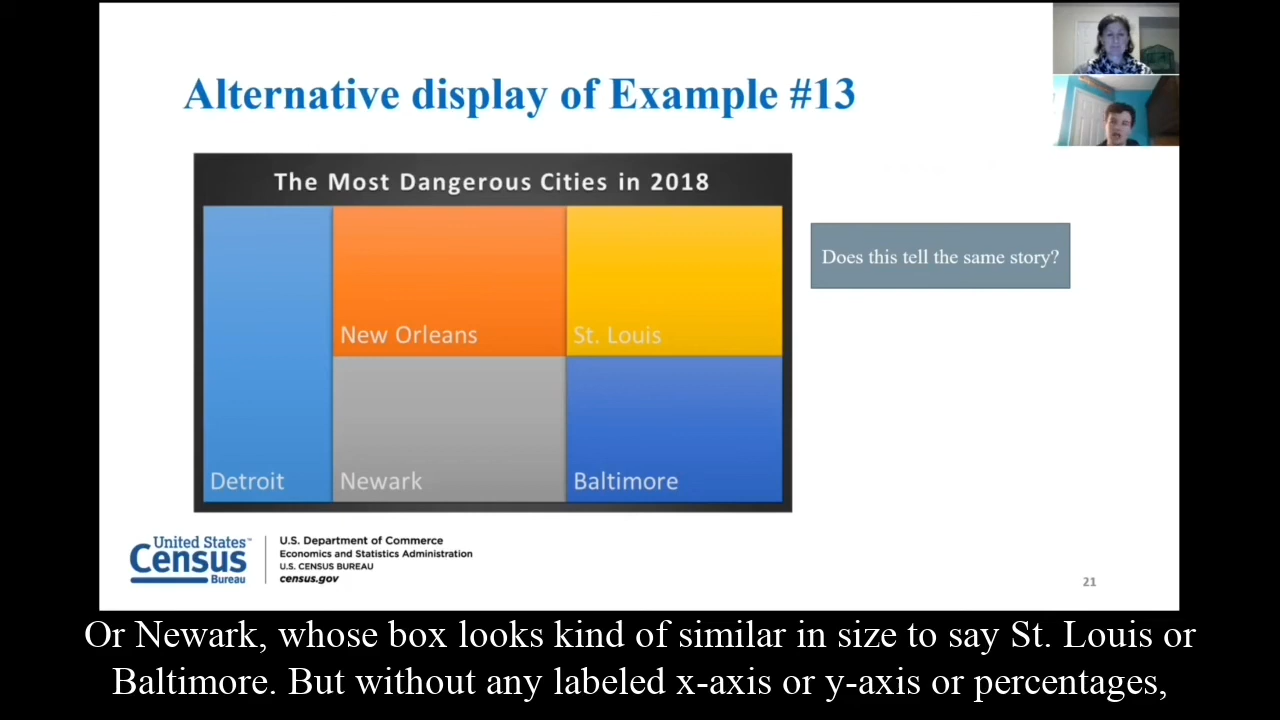 Alternative display of Example #13
The Most Dangerous Cities in 2018
New Orleans
St. Louis
Detroit
Newark
Baltimore
Does this tell the same story?
United States™
Census
Bureau
U.S. Department of Commerce
Economics and Statistics Administration
U.S. CENSUS BUREAU
census.gov
21
Or Newark, whose box looks kind of similar in size to say St. Louis or
Baltimore. But without any labeled x-axis or y-axis or percentages,